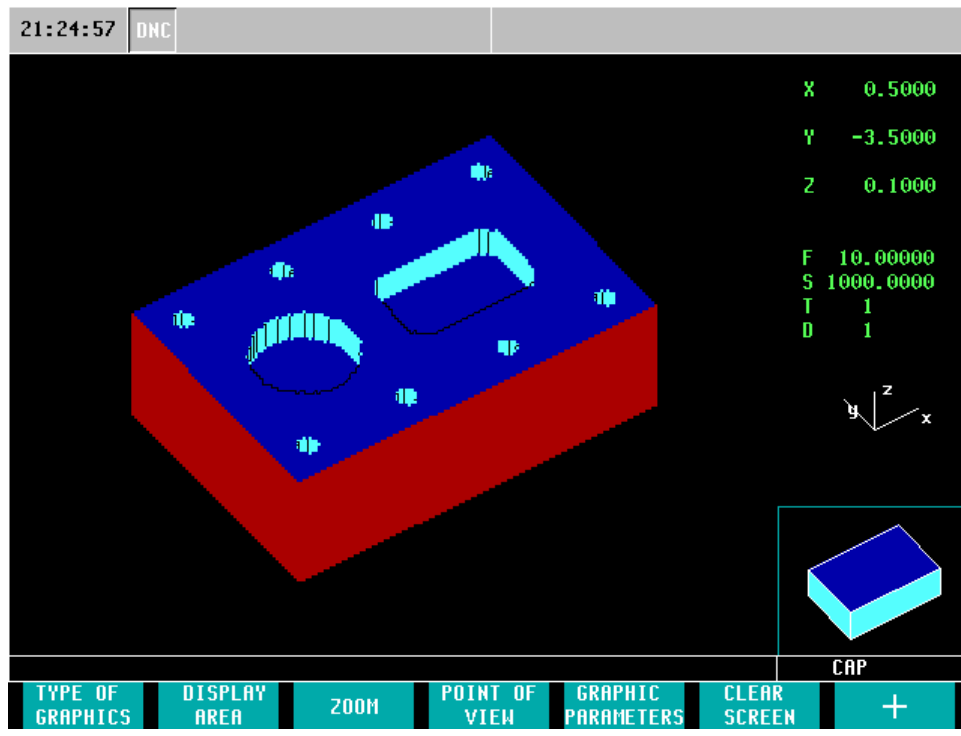 21:24:57 DNC
X 0.5000
Y -3.5000
Z 0.1000
F 10.00000
S 1000.0000
T 1
D 1
z
y
x
CAP
TYPE OF GRAPHICS
DISPLAY AREA
ZOOM
POINT OF VIEW
GRAPHIC PARAMETERS
CLEAR SCREEN
+